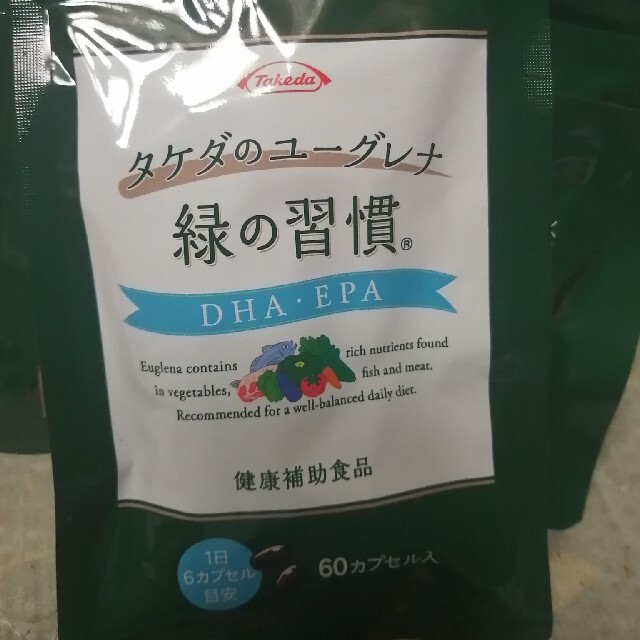 Takeda
タケダのユーグレナ
緑の習慣®
DHA・EPA
Euglena contains rich nutrients found
in vegetables, fish and meat.
Recommended for a well-balanced daily diet.
健康補助食品
1日
6カプセル
目安
60カプセル入